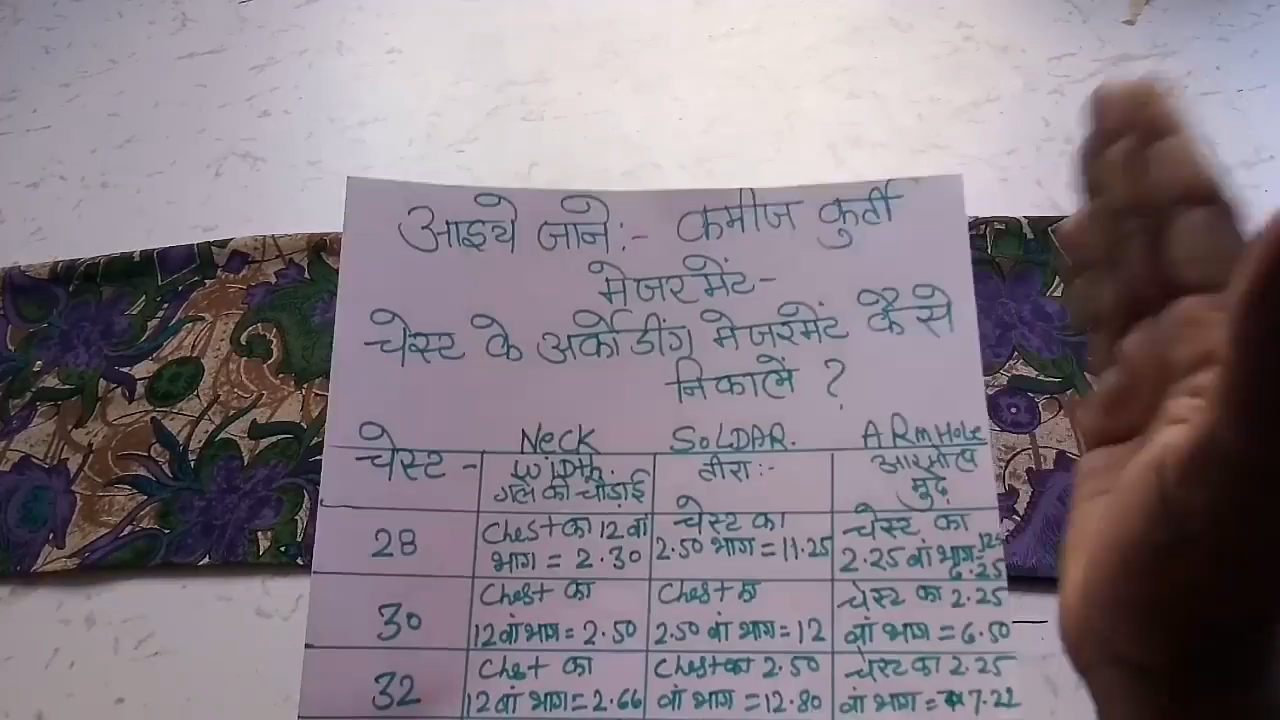 आइये जाने:- कमीज कुर्ती
मेजरमेंट-
चेस्ट के अर्कोडींग मेजरमेंट कैसे
निकालें ?
चेस्ट - NecK SoLDAR. ARmHole
WiDth. तीरा:- आरमोल
गले की चौड़ाई मुढ़े
28 Chest का 12 वां चेस्ट का चेस्ट का
भाग = 2.30 2.50 भाग = 11.25 2.25 वां भाग = 6.25
30 Chest का Chest का चेस्ट का 2.25
12 वां भाग = 2.50 2.50 वां भाग = 12 वां भाग = 6.50
32 Chest का Chest का 2.50 चेस्ट का 2.25
12 वां भाग = 2.66 वां भाग = 12.80 वां भाग = 7.22